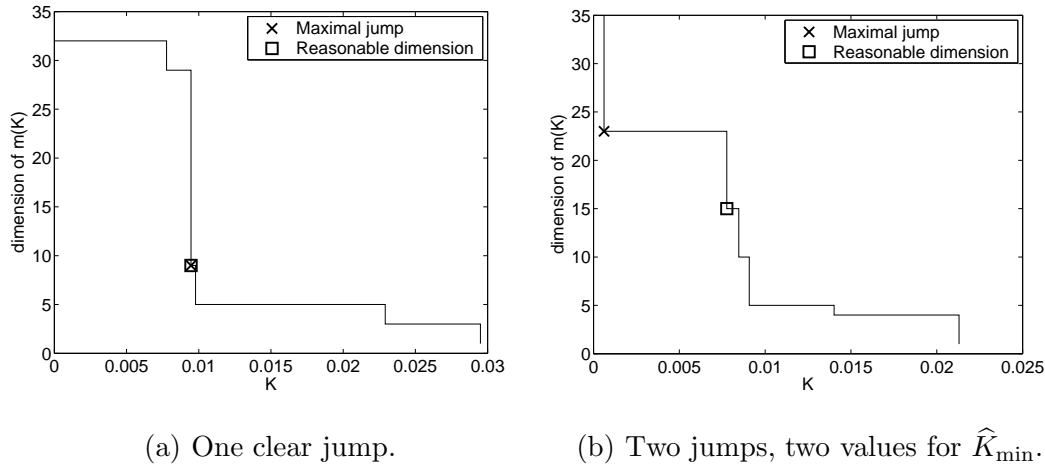 35
30
25
20
15
10
5
0
dimension of m(K)
Maximal jump
Reasonable dimension
0 0.005 0.01 0.015 0.02 0.025 0.03
K
(a) One clear jump.
35
30
25
20
15
10
5
0
dimension of m(K)
Maximal jump
Reasonable dimension
0 0.005 0.01 0.015 0.02 0.025
K
(b) Two jumps, two values for K̂min.